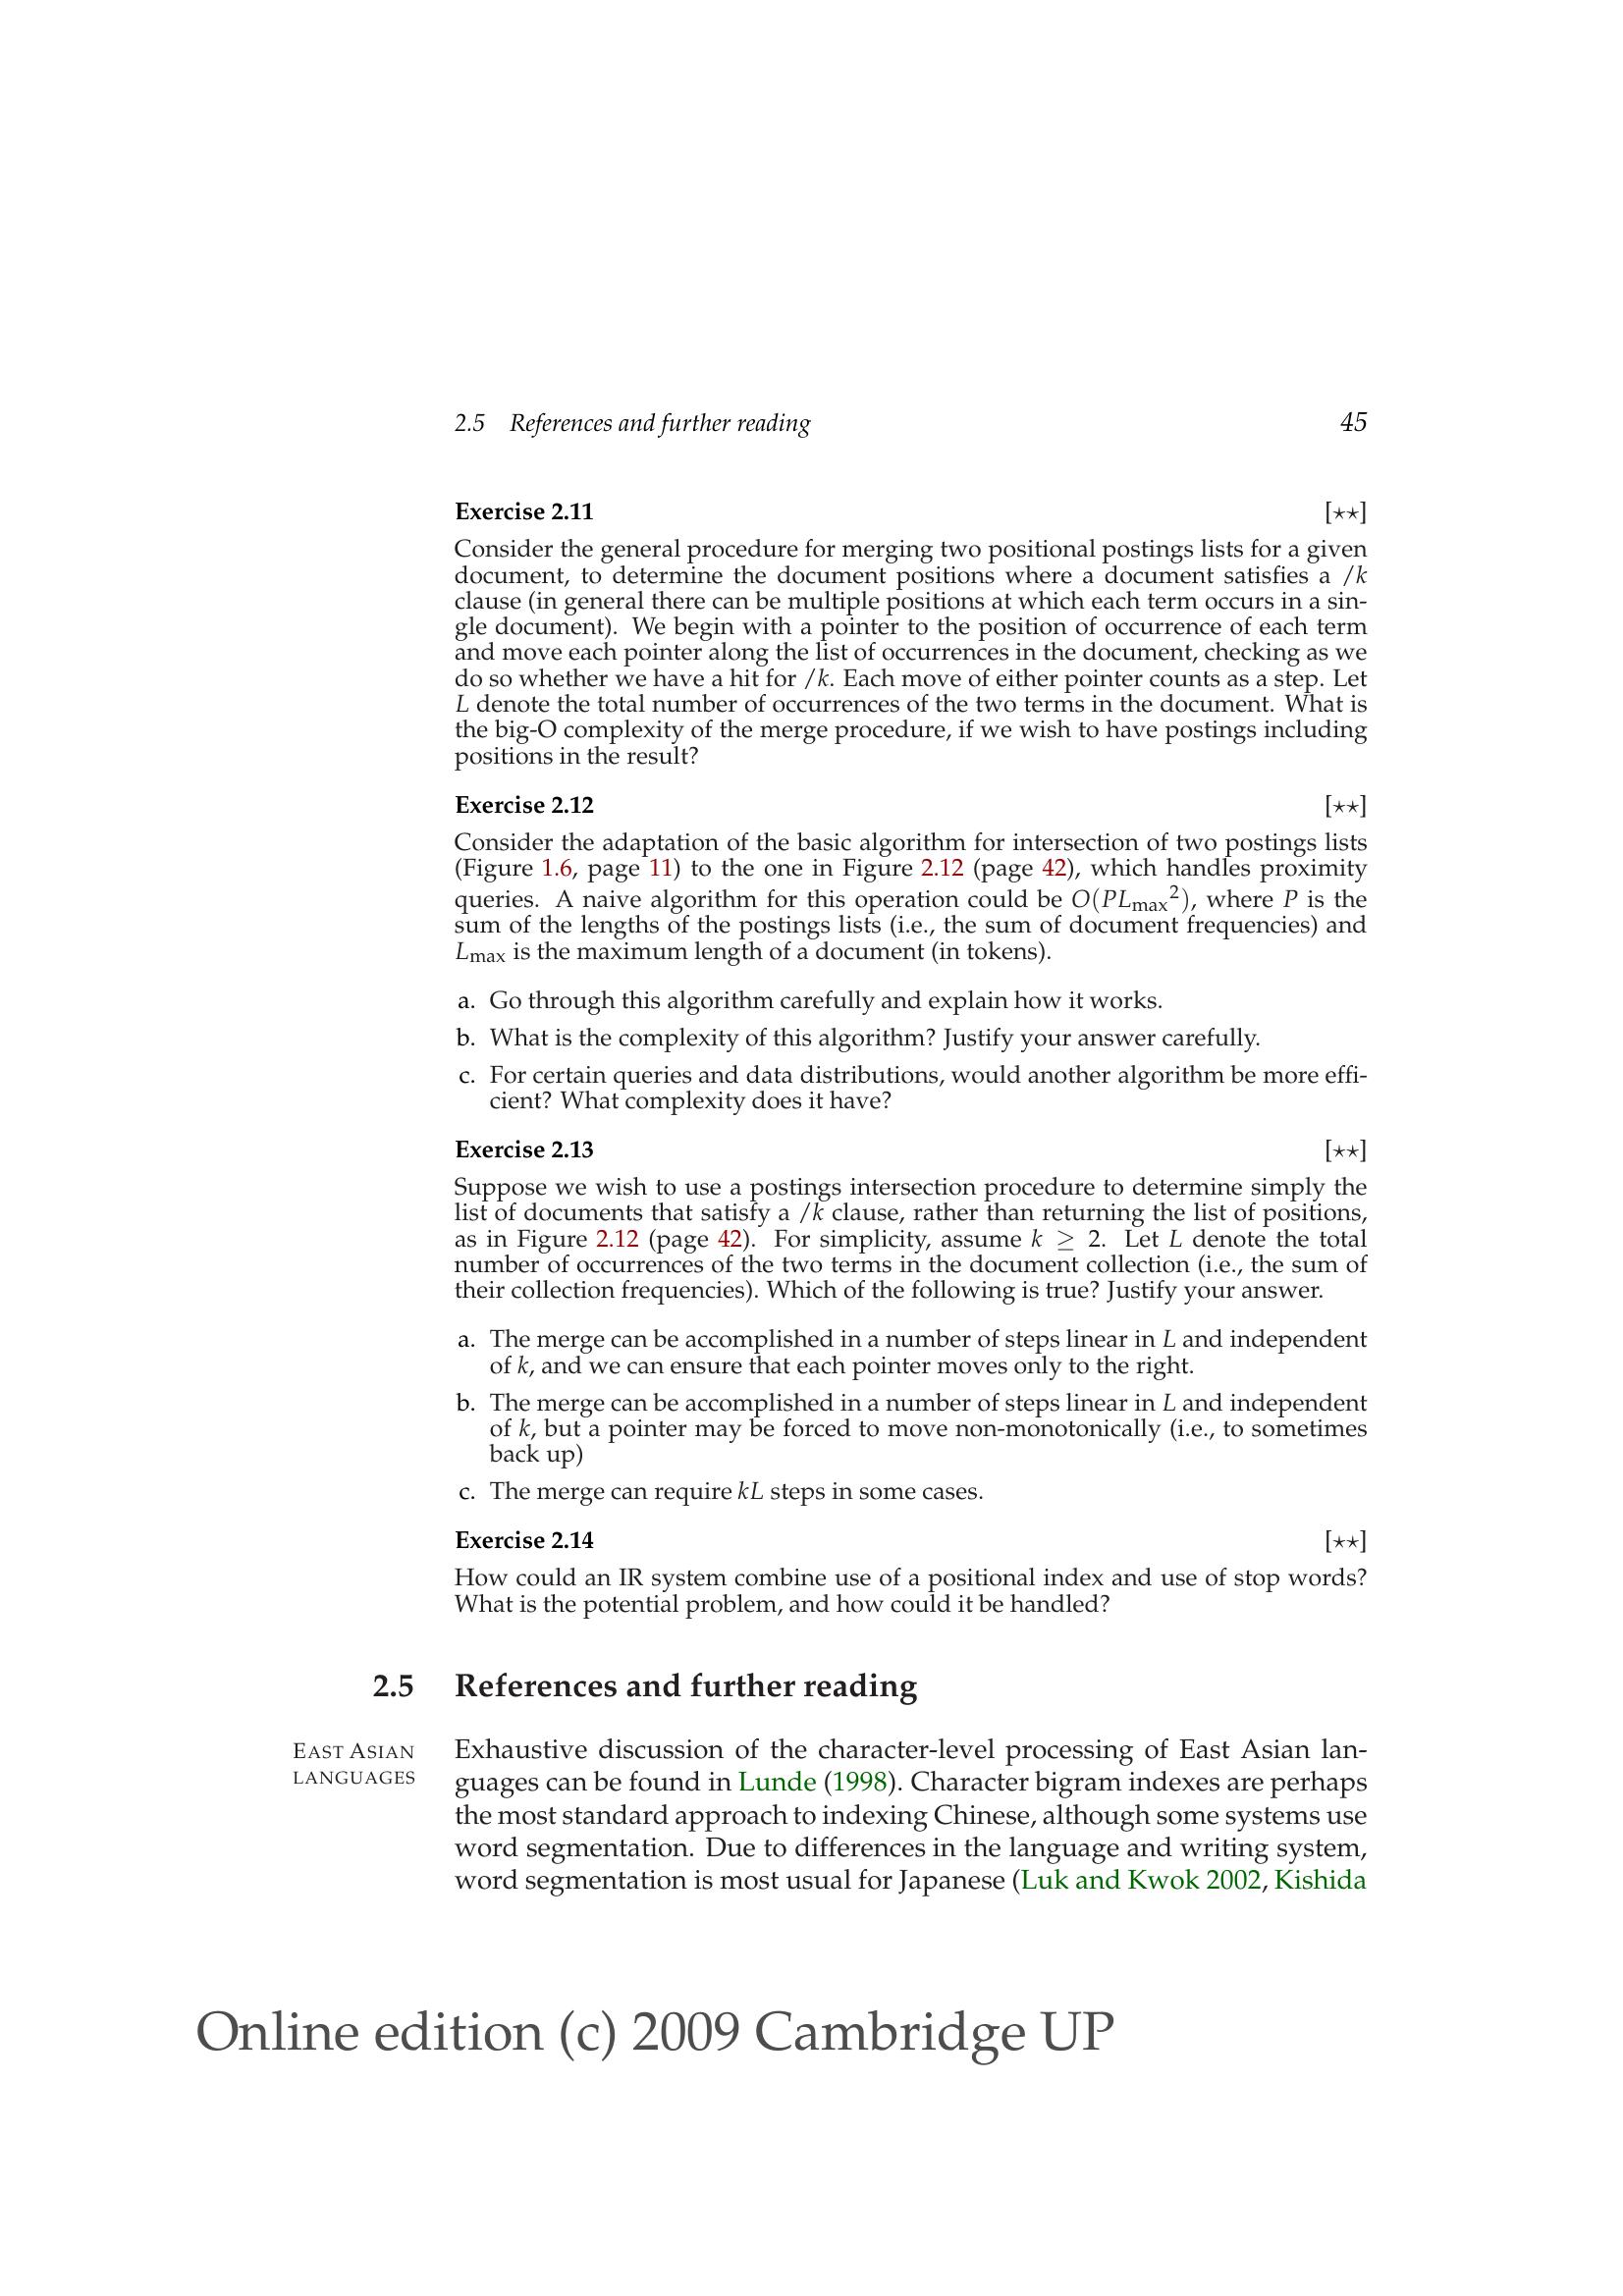 2.5 References and further reading 45
Exercise 2.11 [⋆⋆]
Consider the general procedure for merging two positional postings lists for a given
document, to determine the document positions where a document satisfies a /k
clause (in general there can be multiple positions at which each term occurs in a sin-
gle document). We begin with a pointer to the position of occurrence of each term
and move each pointer along the list of occurrences in the document, checking as we
do so whether we have a hit for /k. Each move of either pointer counts as a step. Let
L denote the total number of occurrences of the two terms in the document. What is
the big-O complexity of the merge procedure, if we wish to have postings including
positions in the result?
Exercise 2.12 [⋆⋆]
Consider the adaptation of the basic algorithm for intersection of two postings lists
(Figure 1.6, page 11) to the one in Figure 2.12 (page 42), which handles proximity
queries. A naive algorithm for this operation could be O(PLmax²), where P is the
sum of the lengths of the postings lists (i.e., the sum of document frequencies) and
Lmax is the maximum length of a document (in tokens).
a. Go through this algorithm carefully and explain how it works.
b. What is the complexity of this algorithm? Justify your answer carefully.
c. For certain queries and data distributions, would another algorithm be more effi-
cient? What complexity does it have?
Exercise 2.13 [⋆⋆]
Suppose we wish to use a postings intersection procedure to determine simply the
list of documents that satisfy a /k clause, rather than returning the list of positions,
as in Figure 2.12 (page 42). For simplicity, assume k ≥ 2. Let L denote the total
number of occurrences of the two terms in the document collection (i.e., the sum of
their collection frequencies). Which of the following is true? Justify your answer.
a. The merge can be accomplished in a number of steps linear in L and independent
of k, and we can ensure that each pointer moves only to the right.
b. The merge can be accomplished in a number of steps linear in L and independent
of k, but a pointer may be forced to move non-monotonically (i.e., to sometimes
back up)
c. The merge can require kL steps in some cases.
Exercise 2.14 [⋆⋆]
How could an IR system combine use of a positional index and use of stop words?
What is the potential problem, and how could it be handled?
2.5 References and further reading
EAST ASIAN
LANGUAGES
Exhaustive discussion of the character-level processing of East Asian lan-
guages can be found in Lunde (1998). Character bigram indexes are perhaps
the most standard approach to indexing Chinese, although some systems use
word segmentation. Due to differences in the language and writing system,
word segmentation is most usual for Japanese (Luk and Kwok 2002, Kishida
Online edition (c) 2009 Cambridge UP